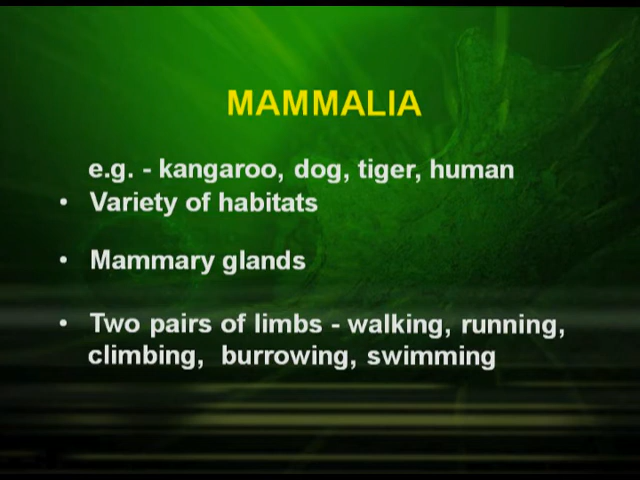 MAMMALIA
e.g. - kangaroo, dog, tiger, human
• Variety of habitats
• Mammary glands
• Two pairs of limbs - walking, running,
climbing, burrowing, swimming